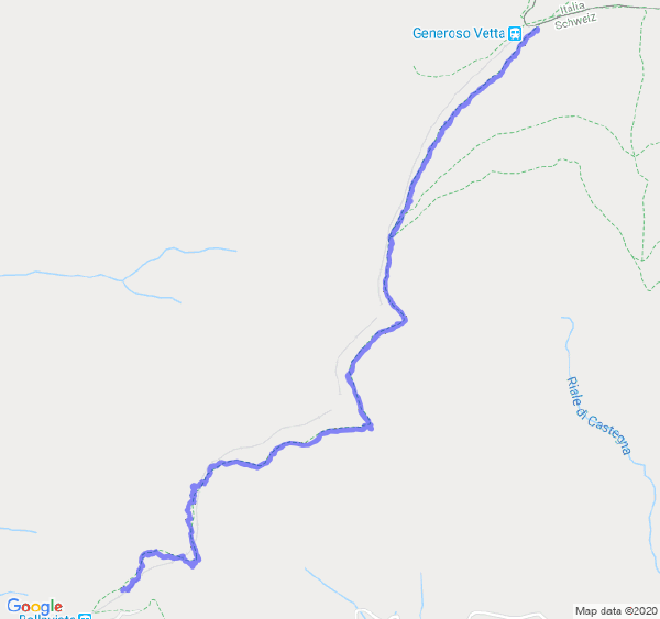 Italia
Schweiz
Generoso Vetta
Riale di Castegna
Google
Map data ©2020